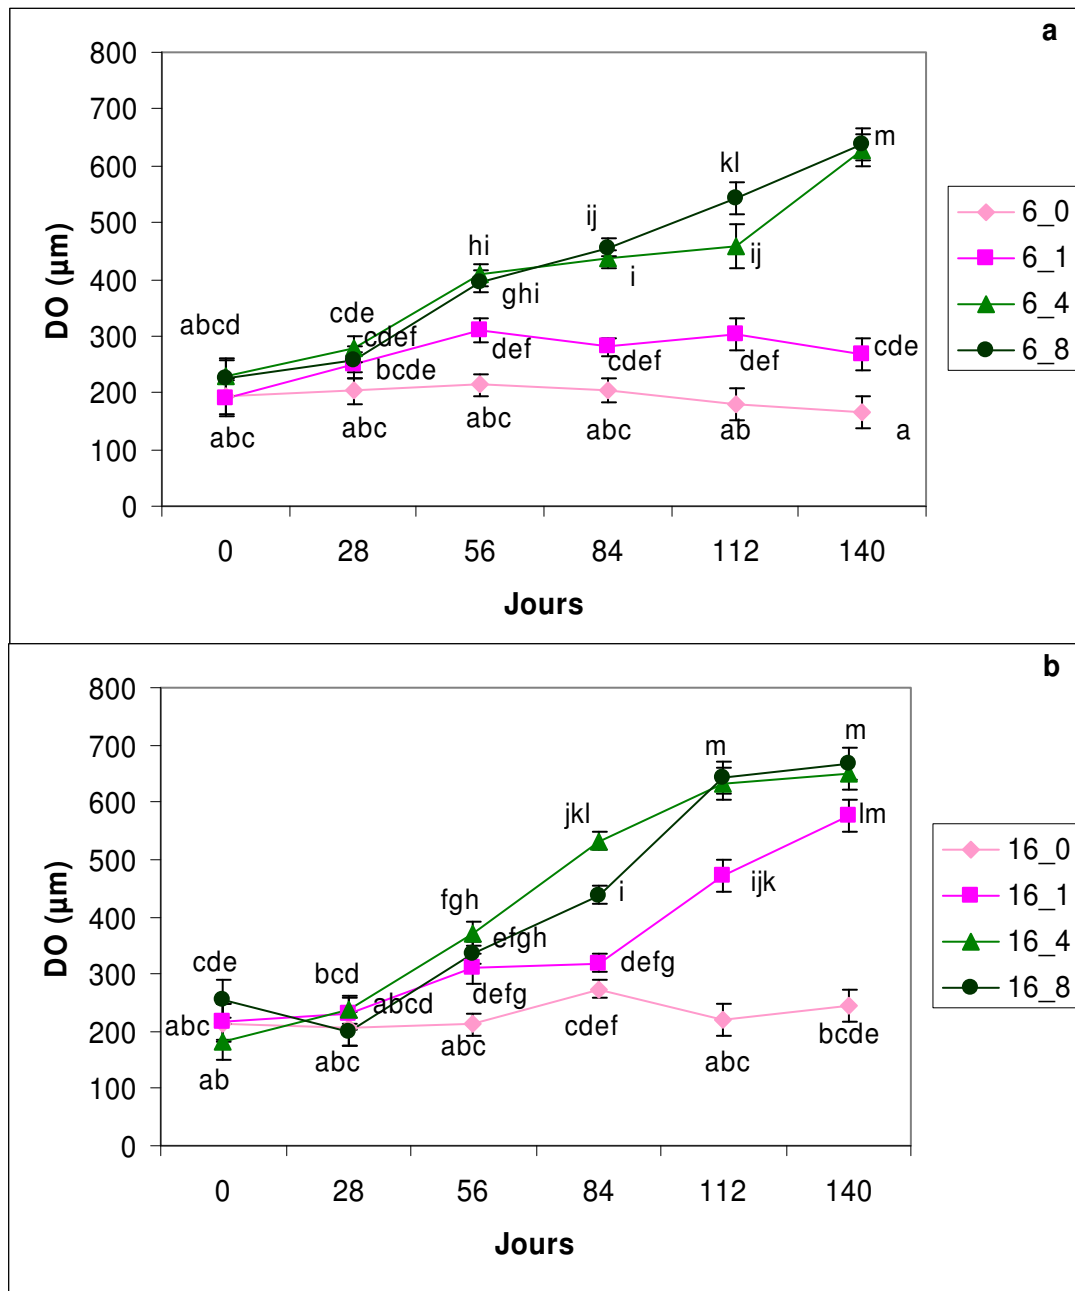 a
800
700
600
500
400
300
200
100
0
DO (µm)
abcd
cde
cdef
bcde
hi
ghi
ij
i
kl
ij
m
def
cdef
def
cde
abc
abc
abc
abc
ab
a
0 28 56 84 112 140
Jours
6_0
6_1
6_4
6_8
b
800
700
600
500
400
300
200
100
0
DO (µm)
cde
abc
ab
bcd
abcd
abc
fgh
efgh
defg
abc
jkl
i
defg
cdef
m
ijk
abc
m
lm
bcde
0 28 56 84 112 140
Jours
16_0
16_1
16_4
16_8